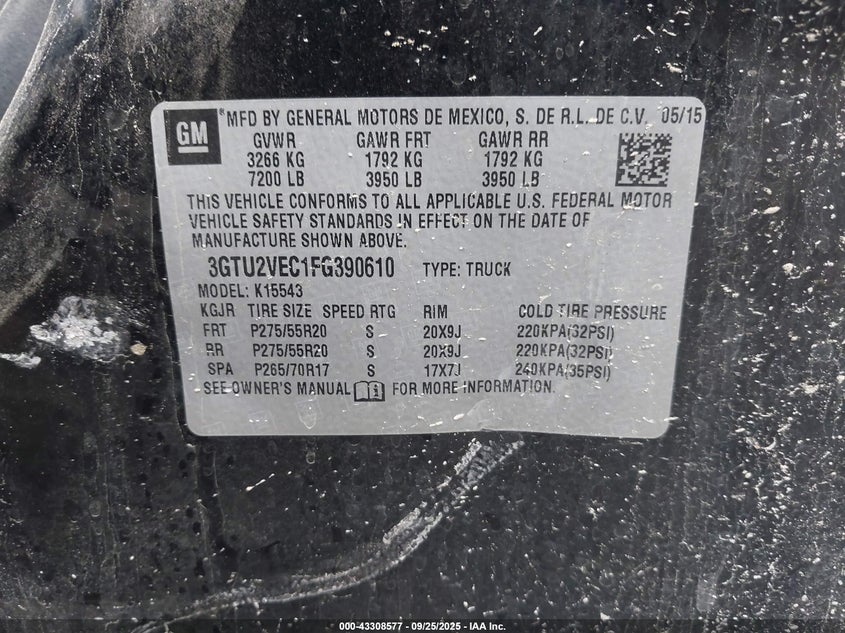 GM ® MFD BY GENERAL MOTORS DE MEXICO, S. DE R.L. DE C.V. 05/15
GVWR GAWR FRT GAWR RR
3266 KG 1792 KG 1792 KG
7200 LB 3950 LB 3950 LB
THIS VEHICLE CONFORMS TO ALL APPLICABLE U.S. FEDERAL MOTOR
VEHICLE SAFETY STANDARDS IN EFFECT ON THE DATE OF
MANUFACTURE SHOWN ABOVE.
3GTU2VEC1FG390610 TYPE: TRUCK
MODEL: K15543
KGJR TIRE SIZE SPEED RTG RIM COLD TIRE PRESSURE
FRT P275/55R20 S 20X9J 220KPA(32PSI)
RR P275/55R20 S 20X9J 220KPA(32PSI)
SPA P265/70R17 S 17X7J 240KPA(35PSI)
SEE OWNER'S MANUAL FOR MORE INFORMATION.
000-43308577 - 09/25/2025 - IAA Inc.